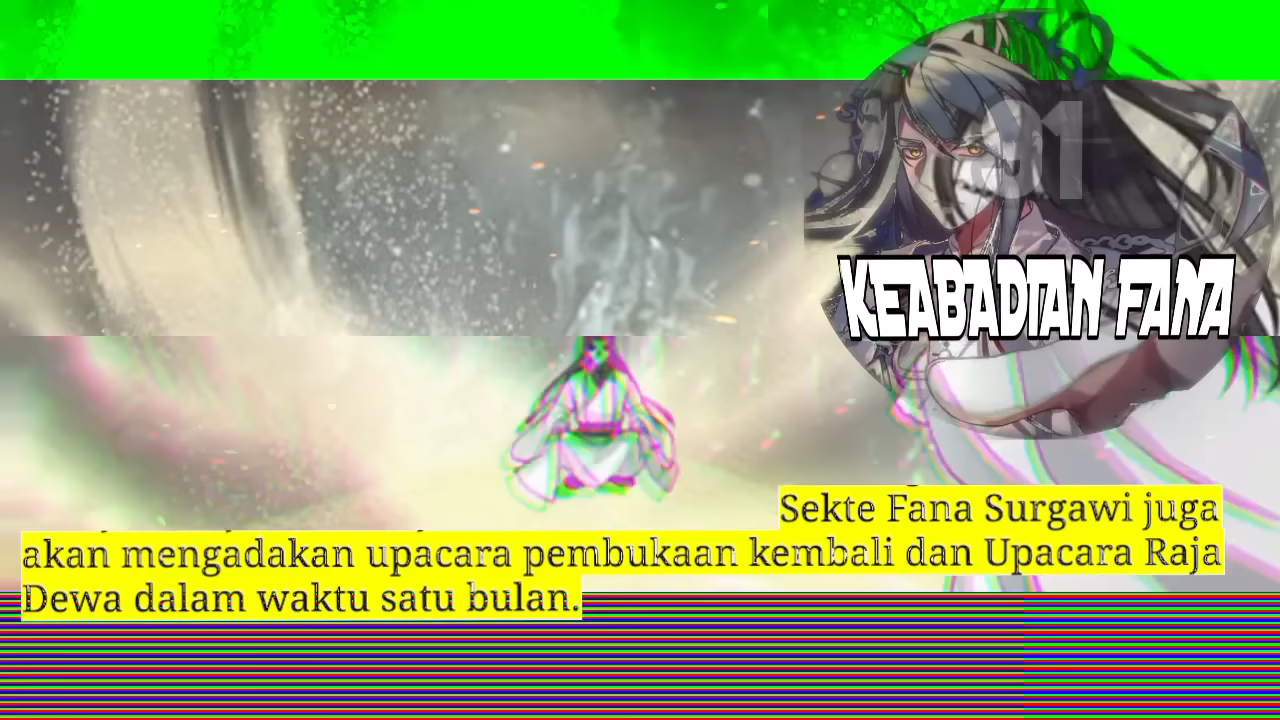 91
KEABADIAN FANA
Sekte Fana Surgawi juga
akan mengadakan upacara pembukaan kembali dan Upacara Raja
Dewa dalam waktu satu bulan.